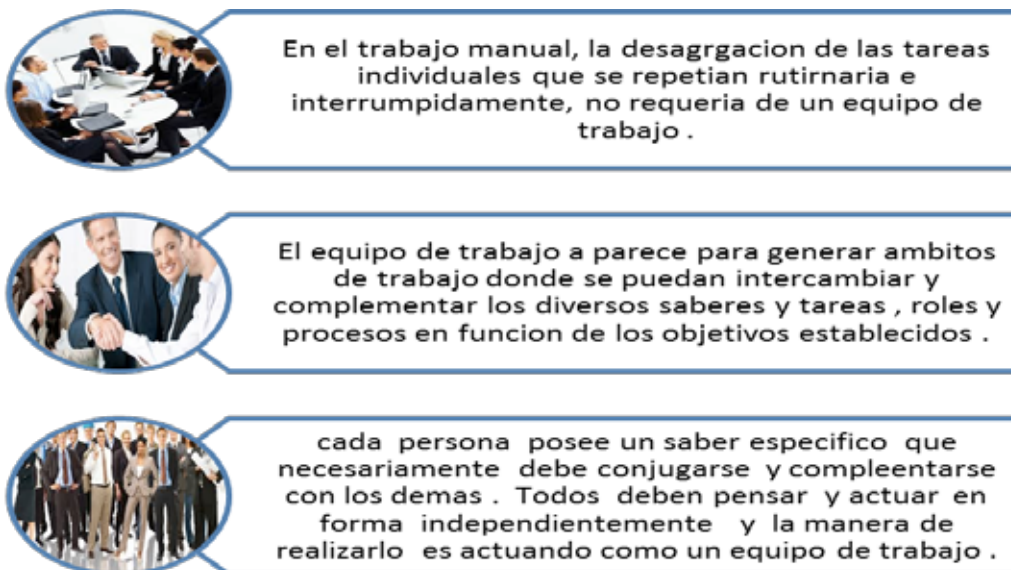 En el trabajo manual, la desagrgacion de las tareas
individuales que se repetian rutirnaria e
interrumpidamente, no requeria de un equipo de
trabajo .
El equipo de trabajo a parece para generar ambitos
de trabajo donde se puedan intercambiar y
complementar los diversos saberes y tareas , roles y
procesos en funcion de los objetivos establecidos .
cada persona posee un saber especifico que
necesariamente debe conjugarse y compleentarse
con los demas . Todos deben pensar y actuar en
forma independientemente y la manera de
realizarlo es actuando como un equipo de trabajo .